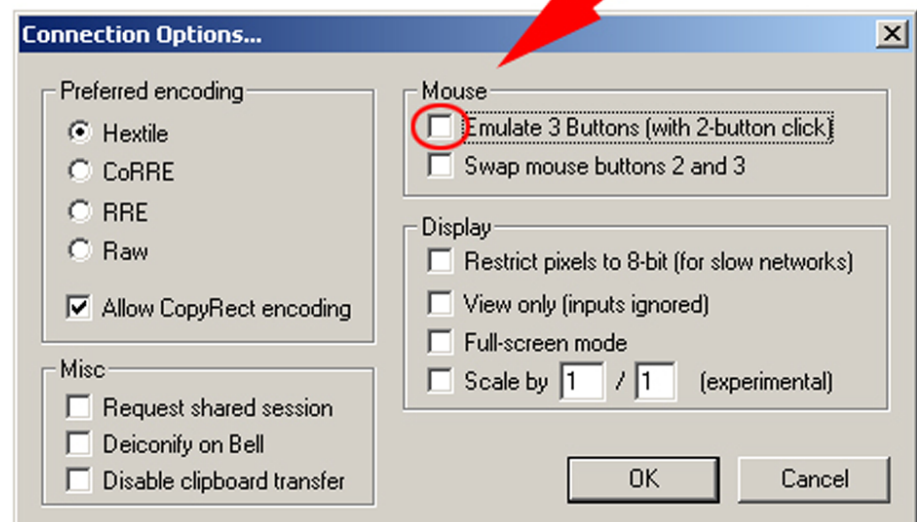 Connection Options...
Preferred encoding
Hextile
CoRRE
RRE
Raw
Allow CopyRect encoding
Misc
Request shared session
Deiconify on Bell
Disable clipboard transfer
Mouse
Emulate 3 Buttons (with 2-button click)
Swap mouse buttons 2 and 3
Display
Restrict pixels to 8-bit (for slow networks)
View only (inputs ignored)
Full-screen mode
Scale by 1 / 1 (experimental)
OK Cancel